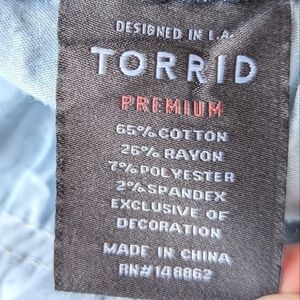 DESIGNED IN L.A.
TORRID
PREMIUM
65% COTTON
26% RAYON
7% POLYESTER
2% SPANDEX
EXCLUSIVE OF
DECORATION
MADE IN CHINA
RN#148862